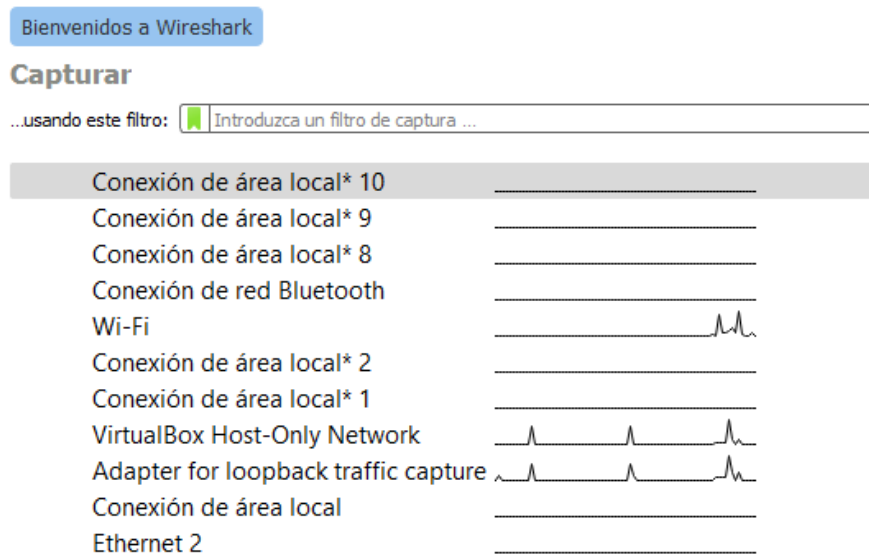 Bienvenidos a Wireshark
Capturar
...usando este filtro: Introduzca un filtro de captura ...
Conexión de área local* 10
Conexión de área local* 9
Conexión de área local* 8
Conexión de red Bluetooth
Wi-Fi
Conexión de área local* 2
Conexión de área local* 1
VirtualBox Host-Only Network
Adapter for loopback traffic capture
Conexión de área local
Ethernet 2